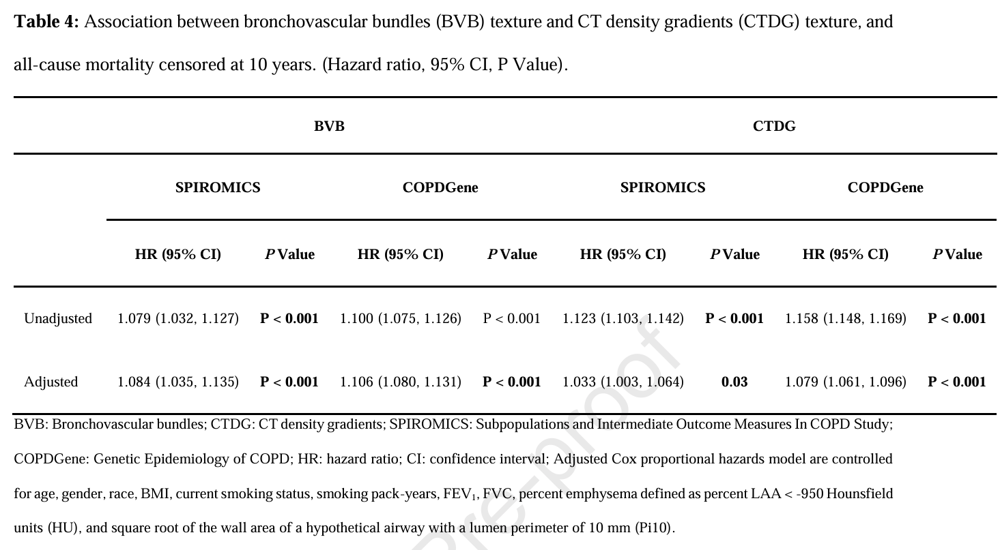 Table 4: Association between bronchovascular bundles (BVB) texture and CT density gradients (CTDG) texture, and
all-cause mortality censored at 10 years. (Hazard ratio, 95% CI, P Value).
BVB CTDG
SPIROMICS COPDGene SPIROMICS COPDGene
HR (95% CI) P Value HR (95% CI) P Value HR (95% CI) P Value HR (95% CI) P Value
Unadjusted 1.079 (1.032, 1.127) P < 0.001 1.100 (1.075, 1.126) P < 0.001 1.123 (1.103, 1.142) P < 0.001 1.158 (1.148, 1.169) P < 0.001
Adjusted 1.084 (1.035, 1.135) P < 0.001 1.106 (1.080, 1.131) P < 0.001 1.033 (1.003, 1.064) 0.03 1.079 (1.061, 1.096) P < 0.001
BVB: Bronchovascular bundles; CTDG: CT density gradients; SPIROMICS: Subpopulations and Intermediate Outcome Measures In COPD Study;
COPDGene: Genetic Epidemiology of COPD; HR: hazard ratio; CI: confidence interval; Adjusted Cox proportional hazards model are controlled
for age, gender, race, BMI, current smoking status, smoking pack-years, FEV₁, FVC, percent emphysema defined as percent LAA < -950 Hounsfield
units (HU), and square root of the wall area of a hypothetical airway with a lumen perimeter of 10 mm (Pi10).
Pre-proof